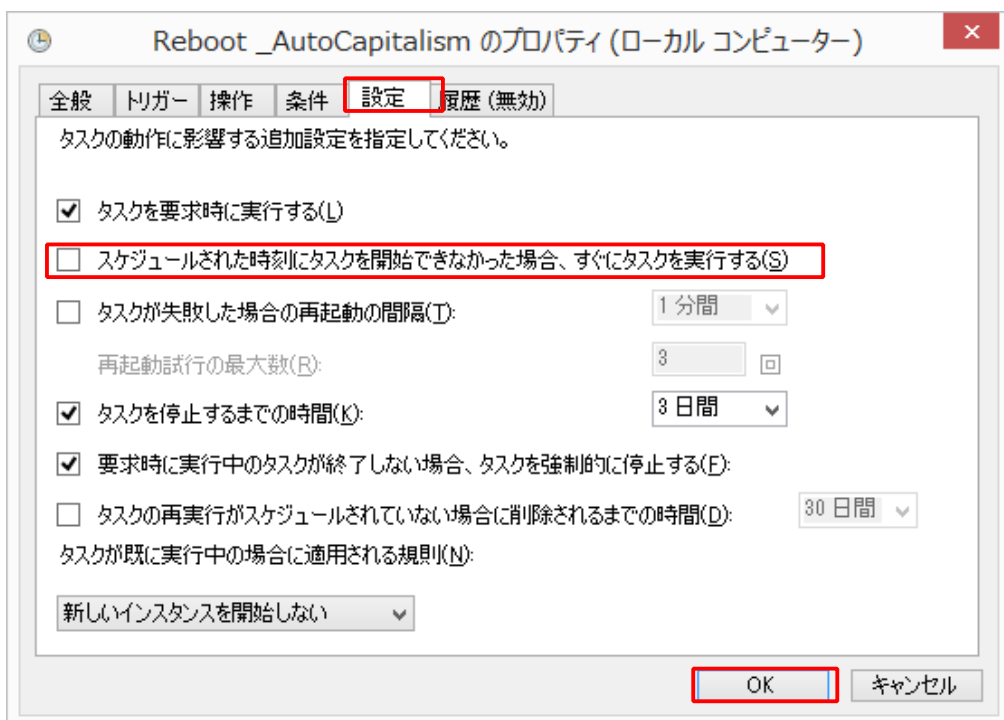 Reboot _AutoCapitalism のプロパティ (ローカル コンピューター)
全般 トリガー 操作 条件 設定 履歴 (無効)
タスクの動作に影響する追加設定を指定してください。
タスクを要求時に実行する(L)
スケジュールされた時刻にタスクを開始できなかった場合、すぐにタスクを実行する(S)
タスクが失敗した場合の再起動の間隔(T): 1 分間
再起動試行の最大数(R): 3 回
タスクを停止するまでの時間(K): 3 日間
要求時に実行中のタスクが終了しない場合、タスクを強制的に停止する(F):
タスクの再実行がスケジュールされていない場合に削除されるまでの時間(D): 30 日間
タスクが既に実行中の場合に適用される規則(N):
新しいインスタンスを開始しない
OK キャンセル